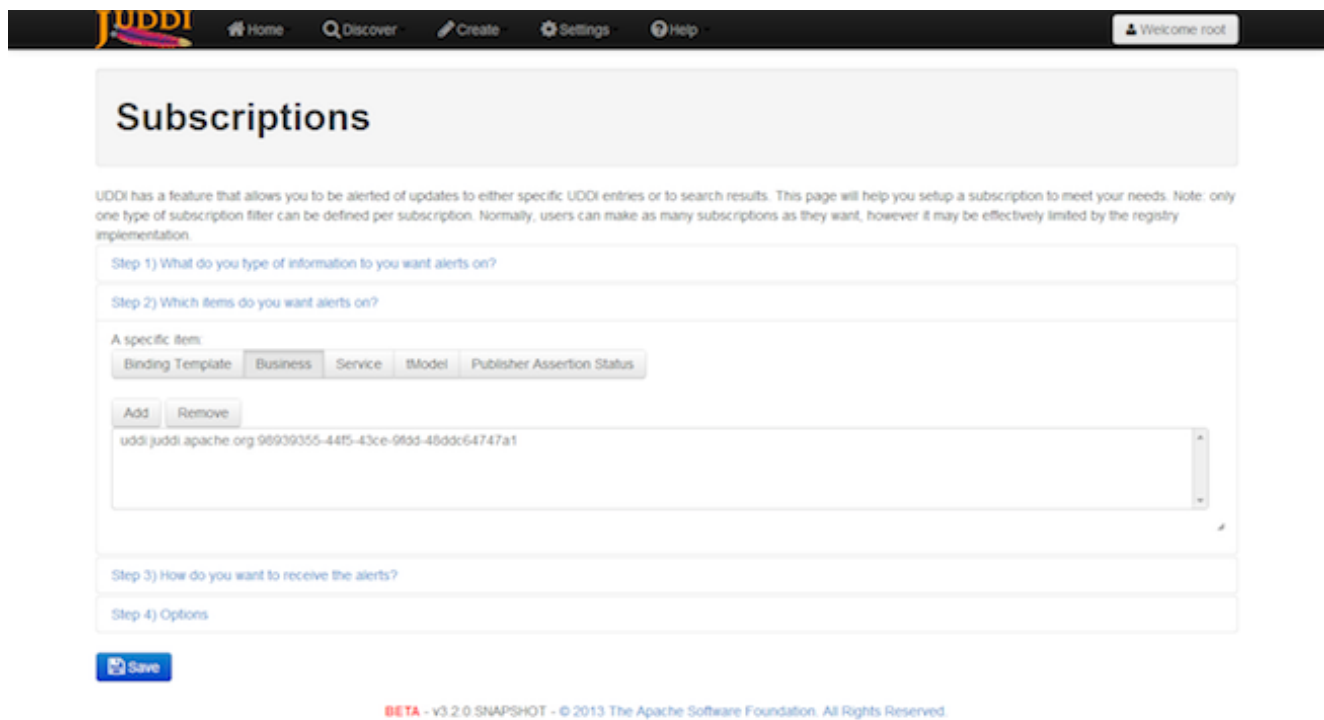 jUDDI Home Discover Create Settings Help Welcome root
Subscriptions
UDDI has a feature that allows you to be alerted of updates to either specific UDDI entries or to search results. This page will help you setup a subscription to meet your needs. Note: only
one type of subscription filter can be defined per subscription. Normally, users can make as many subscriptions as they want, however it may be effectively limited by the registry
implementation.
Step 1) What do you type of information to you want alerts on?
Step 2) Which items do you want alerts on?
A specific item:
Binding Template Business Service tModel Publisher Assertion Status
Add Remove
uddi:juddi.apache.org:98939355-44f5-43ce-9fdd-48ddc64747a1
Step 3) How do you want to receive the alerts?
Step 4) Options
Save
BETA - v3.2.0.SNAPSHOT - © 2013 The Apache Software Foundation. All Rights Reserved.